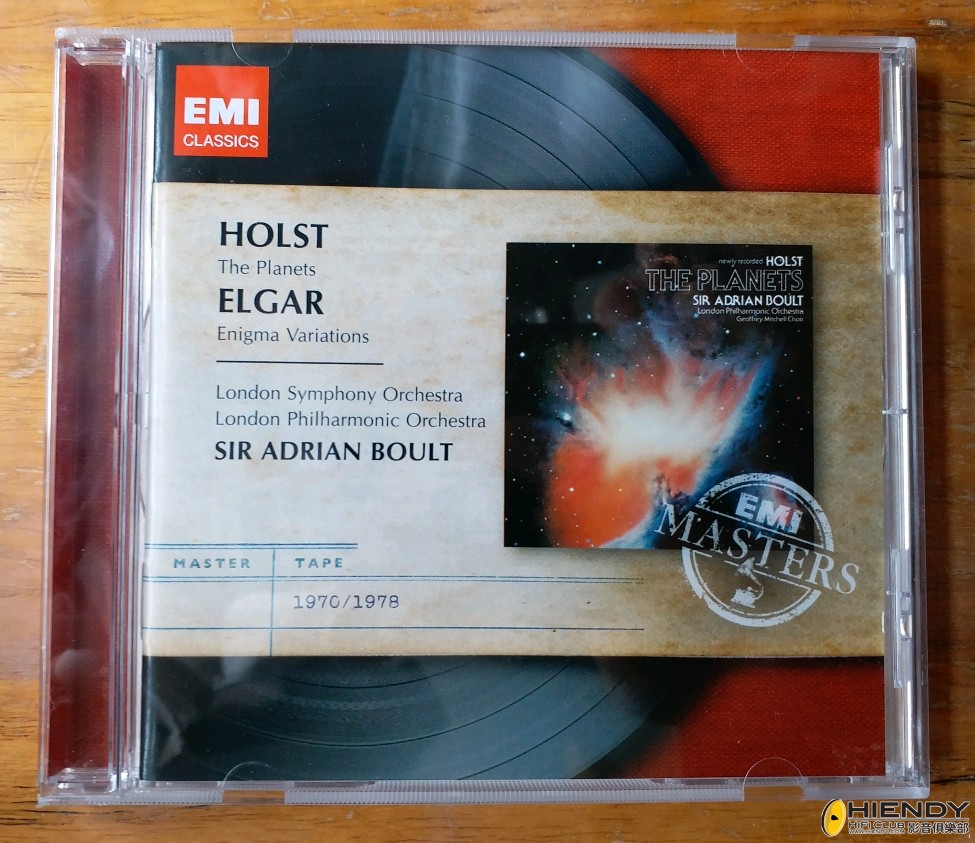 EMI
CLASSICS
HOLST
The Planets
ELGAR
Enigma Variations
London Symphony Orchestra
London Philharmonic Orchestra
SIR ADRIAN BOULT
newly recorded HOLST
THE PLANETS
SIR ADRIAN BOULT
London Philharmonic Orchestra
Geoffrey Mitchell Choir
EMI
MASTERS
MASTER TAPE
1970/1978
HIENDY
HiFi CLUB 影音俱樂部